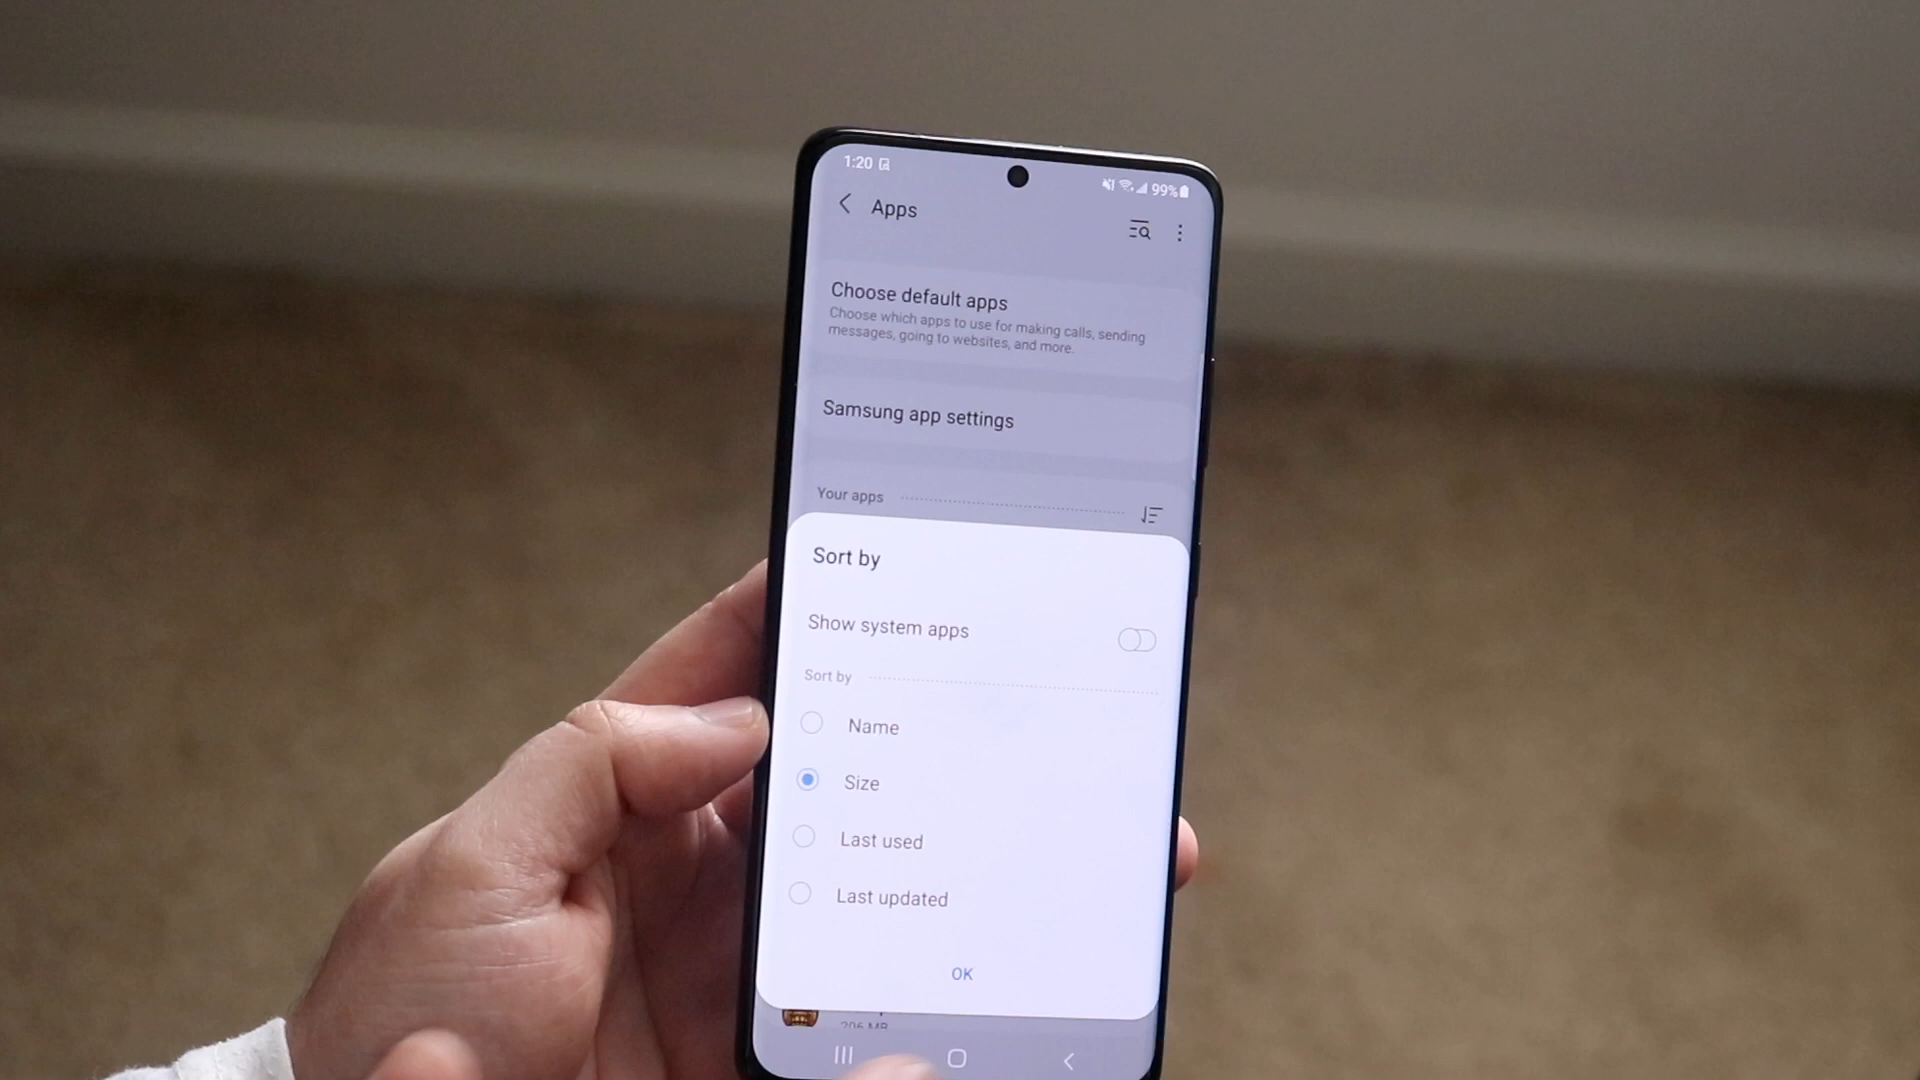 1:20
99%
Apps
Choose default apps
Choose which apps to use for making calls, sending
messages, going to websites, and more.
Samsung app settings
Your apps
Sort by
Show system apps
Sort by
Name
Size
Last used
Last updated
OK
206 MB